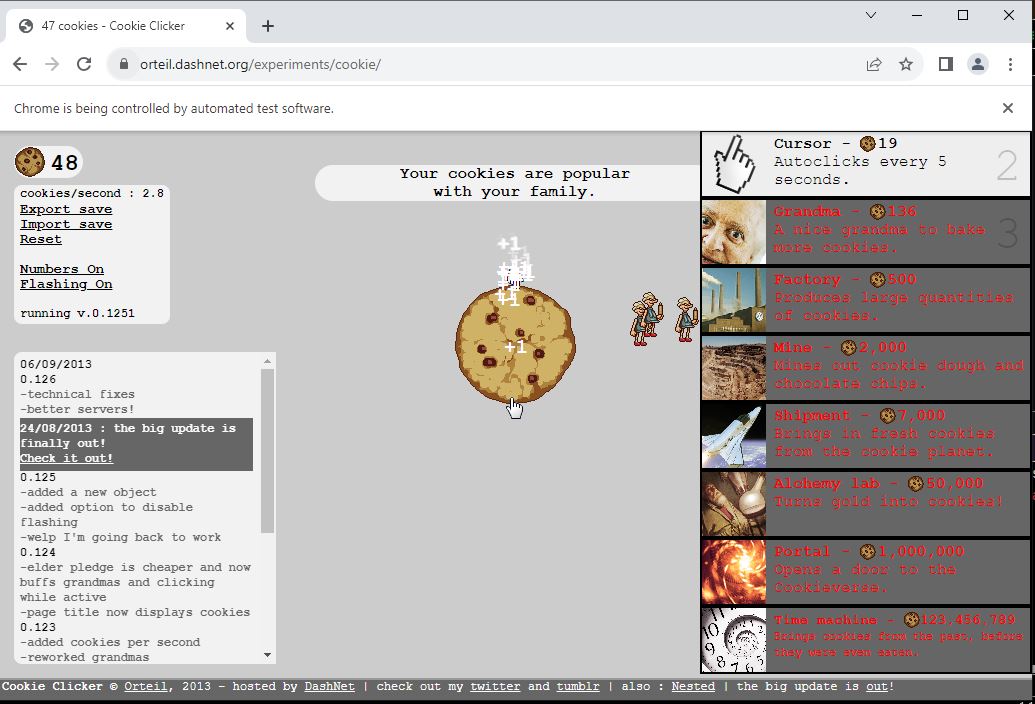 47 cookies - Cookie Clicker
orteil.dashnet.org/experiments/cookie/
Chrome is being controlled by automated test software.
48
cookies/second : 2.8
Export save
Import save
Reset
Numbers On
Flashing On
running v.0.1251
06/09/2013
0.126
-technical fixes
-better servers!
24/08/2013 : the big update is
finally out!
Check it out!
0.125
-added a new object
-added option to disable
flashing
-welp I'm going back to work
0.124
-elder pledge is cheaper and now
buffs grandmas and clicking
while active
-page title now displays cookies
0.123
-added cookies per second
-reworked grandmas
Your cookies are popular
with your family.
+1
+1
+1
+1
Cursor - 19
Autoclicks every 5
seconds.
2
Grandma - 136
A nice grandma to bake
more cookies.
3
Factory - 500
Produces large quantities
of cookies.
Mine - 2,000
Mines out cookie dough and
chocolate chips.
Shipment - 7,000
Brings in fresh cookies
from the cookie planet.
Alchemy lab - 50,000
Turns gold into cookies!
Portal - 1,000,000
Opens a door to the
Cookieverse.
Time machine - 123,456,789
Brings cookies from the past, before
they were even eaten.
Cookie Clicker © Orteil, 2013 - hosted by DashNet | check out my twitter and tumblr | also : Nested | the big update is out!